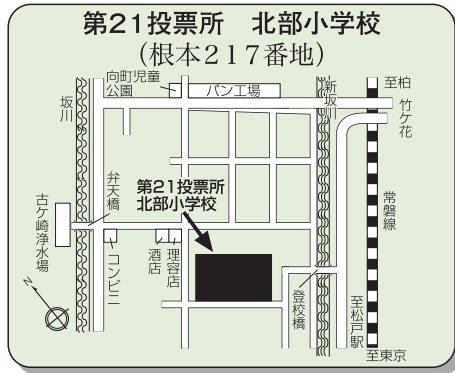 第21投票所 北部小学校
(根本217番地)
向町児童
公園
パン工場
新坂川
至柏
竹ケ花
坂川
弁天橋
第21投票所
北部小学校
古ケ崎浄水場
コンビニ
酒店
理容店
登校橋
常磐線
至松戸駅
至東京
N